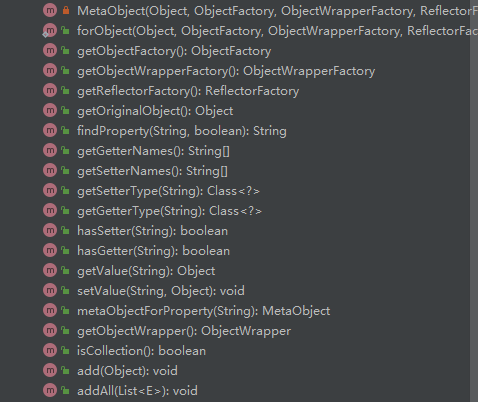 MetaObject(Object, ObjectFactory, ObjectWrapperFactory, ReflectorF
forObject(Object, ObjectFactory, ObjectWrapperFactory, ReflectorFac
getObjectFactory(): ObjectFactory
getObjectWrapperFactory(): ObjectWrapperFactory
getReflectorFactory(): ReflectorFactory
getOriginalObject(): Object
findProperty(String, boolean): String
getGetterNames(): String[]
getSetterNames(): String[]
getSetterType(String): Class<?>
getGetterType(String): Class<?>
hasSetter(String): boolean
hasGetter(String): boolean
getValue(String): Object
setValue(String, Object): void
metaObjectForProperty(String): MetaObject
getObjectWrapper(): ObjectWrapper
isCollection(): boolean
add(Object): void
addAll(List<E>): void